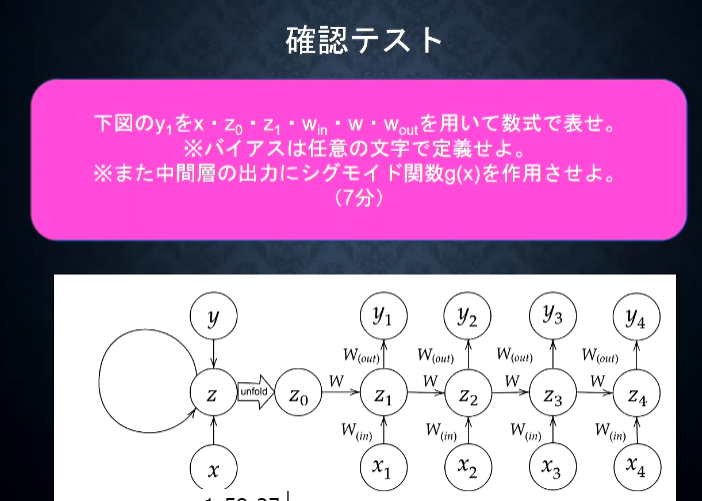 確認テスト
下図のy₁をx・z₀・z₁・w_in・w・w_outを用いて数式で表せ。
※バイアスは任意の文字で定義せよ。
※また中間層の出力にシグモイド関数g(x)を作用させよ。
（7分）
y y₁ y₂ y₃ y₄
W(out) W(out) W(out) W(out)
z unfold z₀ W z₁ W z₂ W z₃ W z₄
W(in) W(in) W(in) W(in)
x x₁ x₂ x₃ x₄